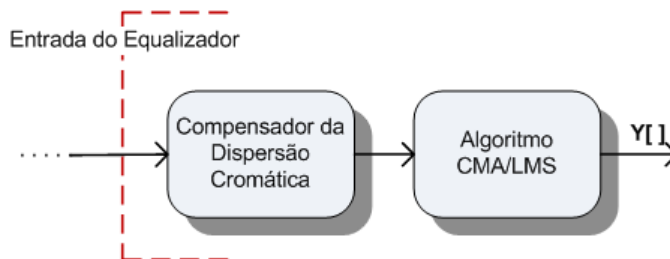 Entrada do Equalizador
Compensador da
Dispersão
Cromática
Algoritmo
CMA/LMS
Y[ ]